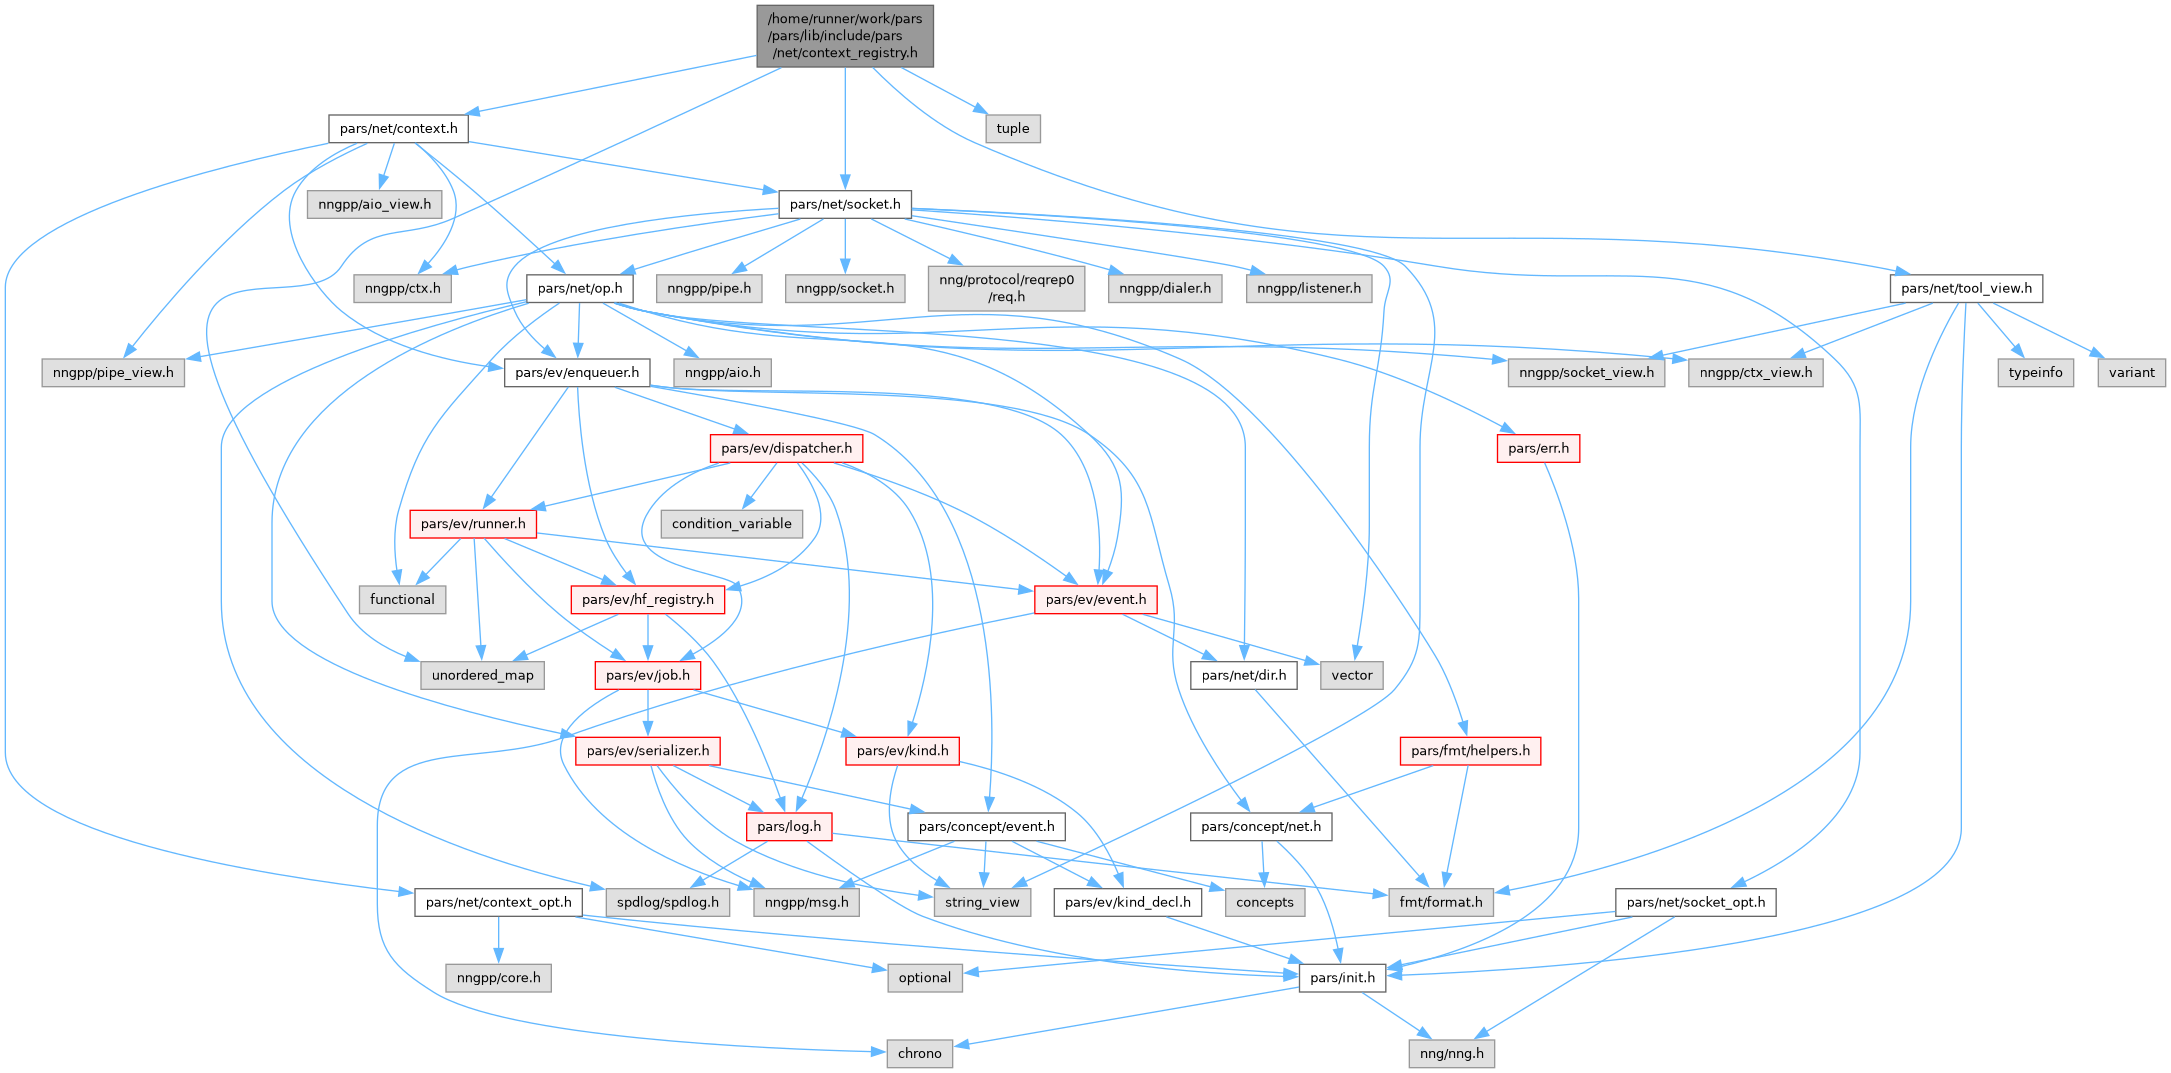 /home/runner/work/pars
/pars/lib/include/pars
/net/context_registry.h
pars/net/context.h
tuple
nngpp/aio_view.h
pars/net/socket.h
nngpp/ctx.h
pars/net/op.h
nngpp/pipe.h
nngpp/socket.h
nng/protocol/reqrep0
/req.h
nngpp/dialer.h
nngpp/listener.h
pars/net/tool_view.h
nngpp/pipe_view.h
pars/ev/enqueuer.h
nngpp/aio.h
nngpp/socket_view.h
nngpp/ctx_view.h
typeinfo
variant
pars/ev/dispatcher.h
pars/err.h
pars/ev/runner.h
condition_variable
functional
pars/ev/hf_registry.h
pars/ev/event.h
unordered_map
pars/ev/job.h
pars/net/dir.h
vector
pars/ev/serializer.h
pars/ev/kind.h
pars/fmt/helpers.h
pars/log.h
pars/concept/event.h
pars/concept/net.h
pars/net/context_opt.h
spdlog/spdlog.h
nngpp/msg.h
string_view
pars/ev/kind_decl.h
concepts
fmt/format.h
pars/net/socket_opt.h
nngpp/core.h
optional
pars/init.h
chrono
nng/nng.h